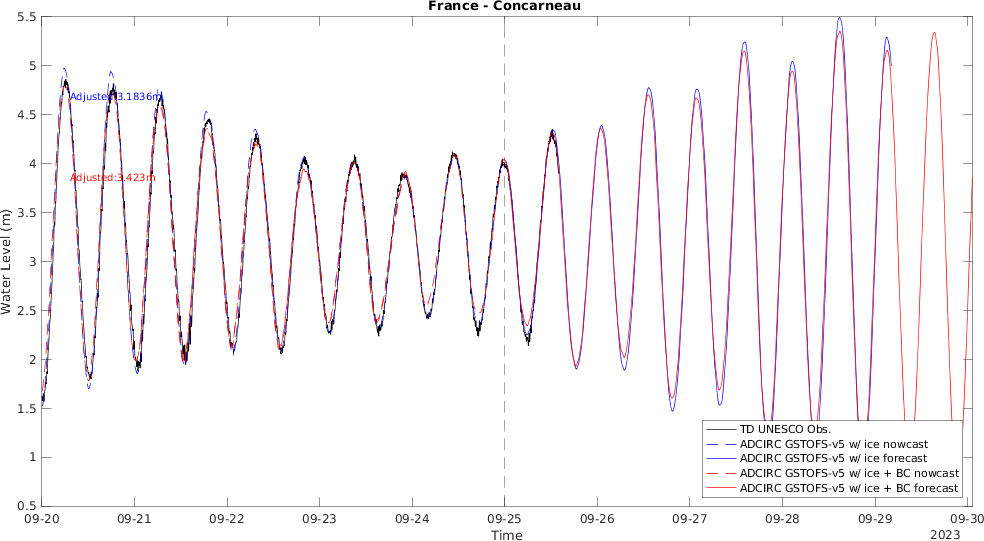 France - Concarneau
5.5
5
4.5
4
3.5
3
2.5
2
1.5
1
0.5
Water Level (m)
Adjusted:3.1836m
Adjusted:3.423m
TD UNESCO Obs.
ADCIRC GSTOFS-v5 w/ ice nowcast
ADCIRC GSTOFS-v5 w/ ice forecast
ADCIRC GSTOFS-v5 w/ ice + BC nowcast
ADCIRC GSTOFS-v5 w/ ice + BC forecast
09-20 09-21 09-22 09-23 09-24 09-25 09-26 09-27 09-28 09-29 09-30
Time
2023